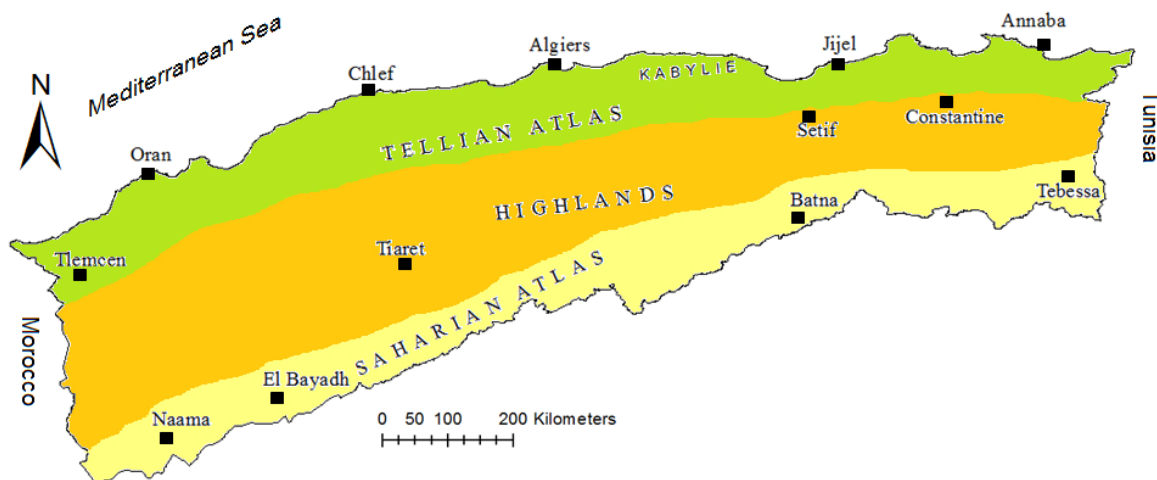 Mediterranean Sea
N
Annaba
Algiers
Jijel
KABYLIE
Chlef
Tunisia
TELLIAN ATLAS
Setif
Constantine
Oran
HIGHLANDS
Batna
Tebessa
Tiaret
Tlemcen
SAHARIAN ATLAS
Morocco
El Bayadh
Naama
0 50 100 200 Kilometers